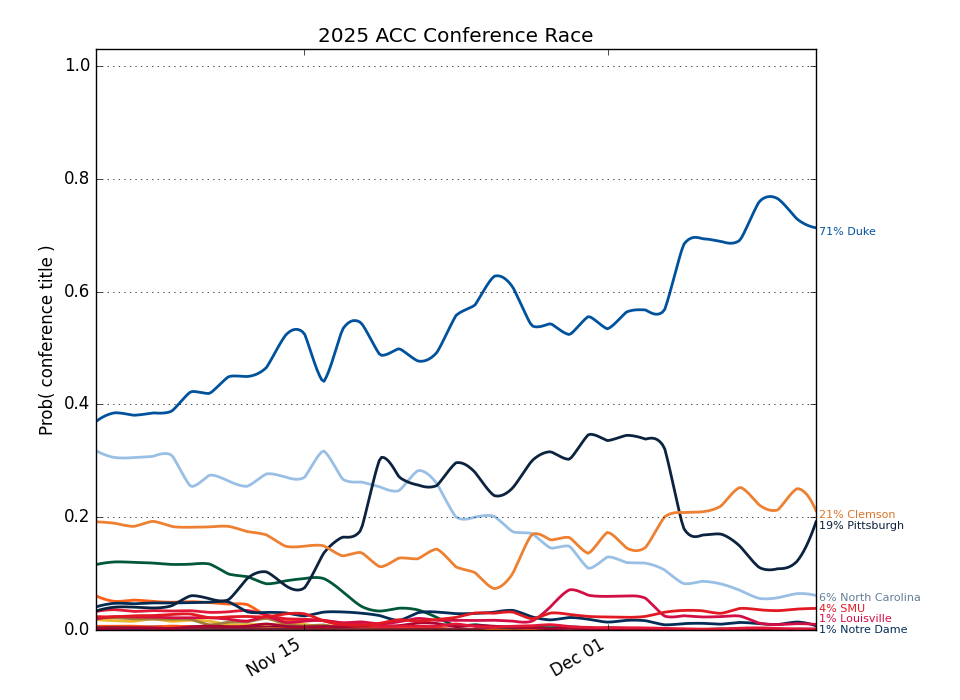 2025 ACC Conference Race
Prob( conference title )
1.0
0.8
0.6
0.4
0.2
0.0
Nov 15
Dec 01
71% Duke
21% Clemson
19% Pittsburgh
6% North Carolina
4% SMU
1% Louisville
1% Notre Dame